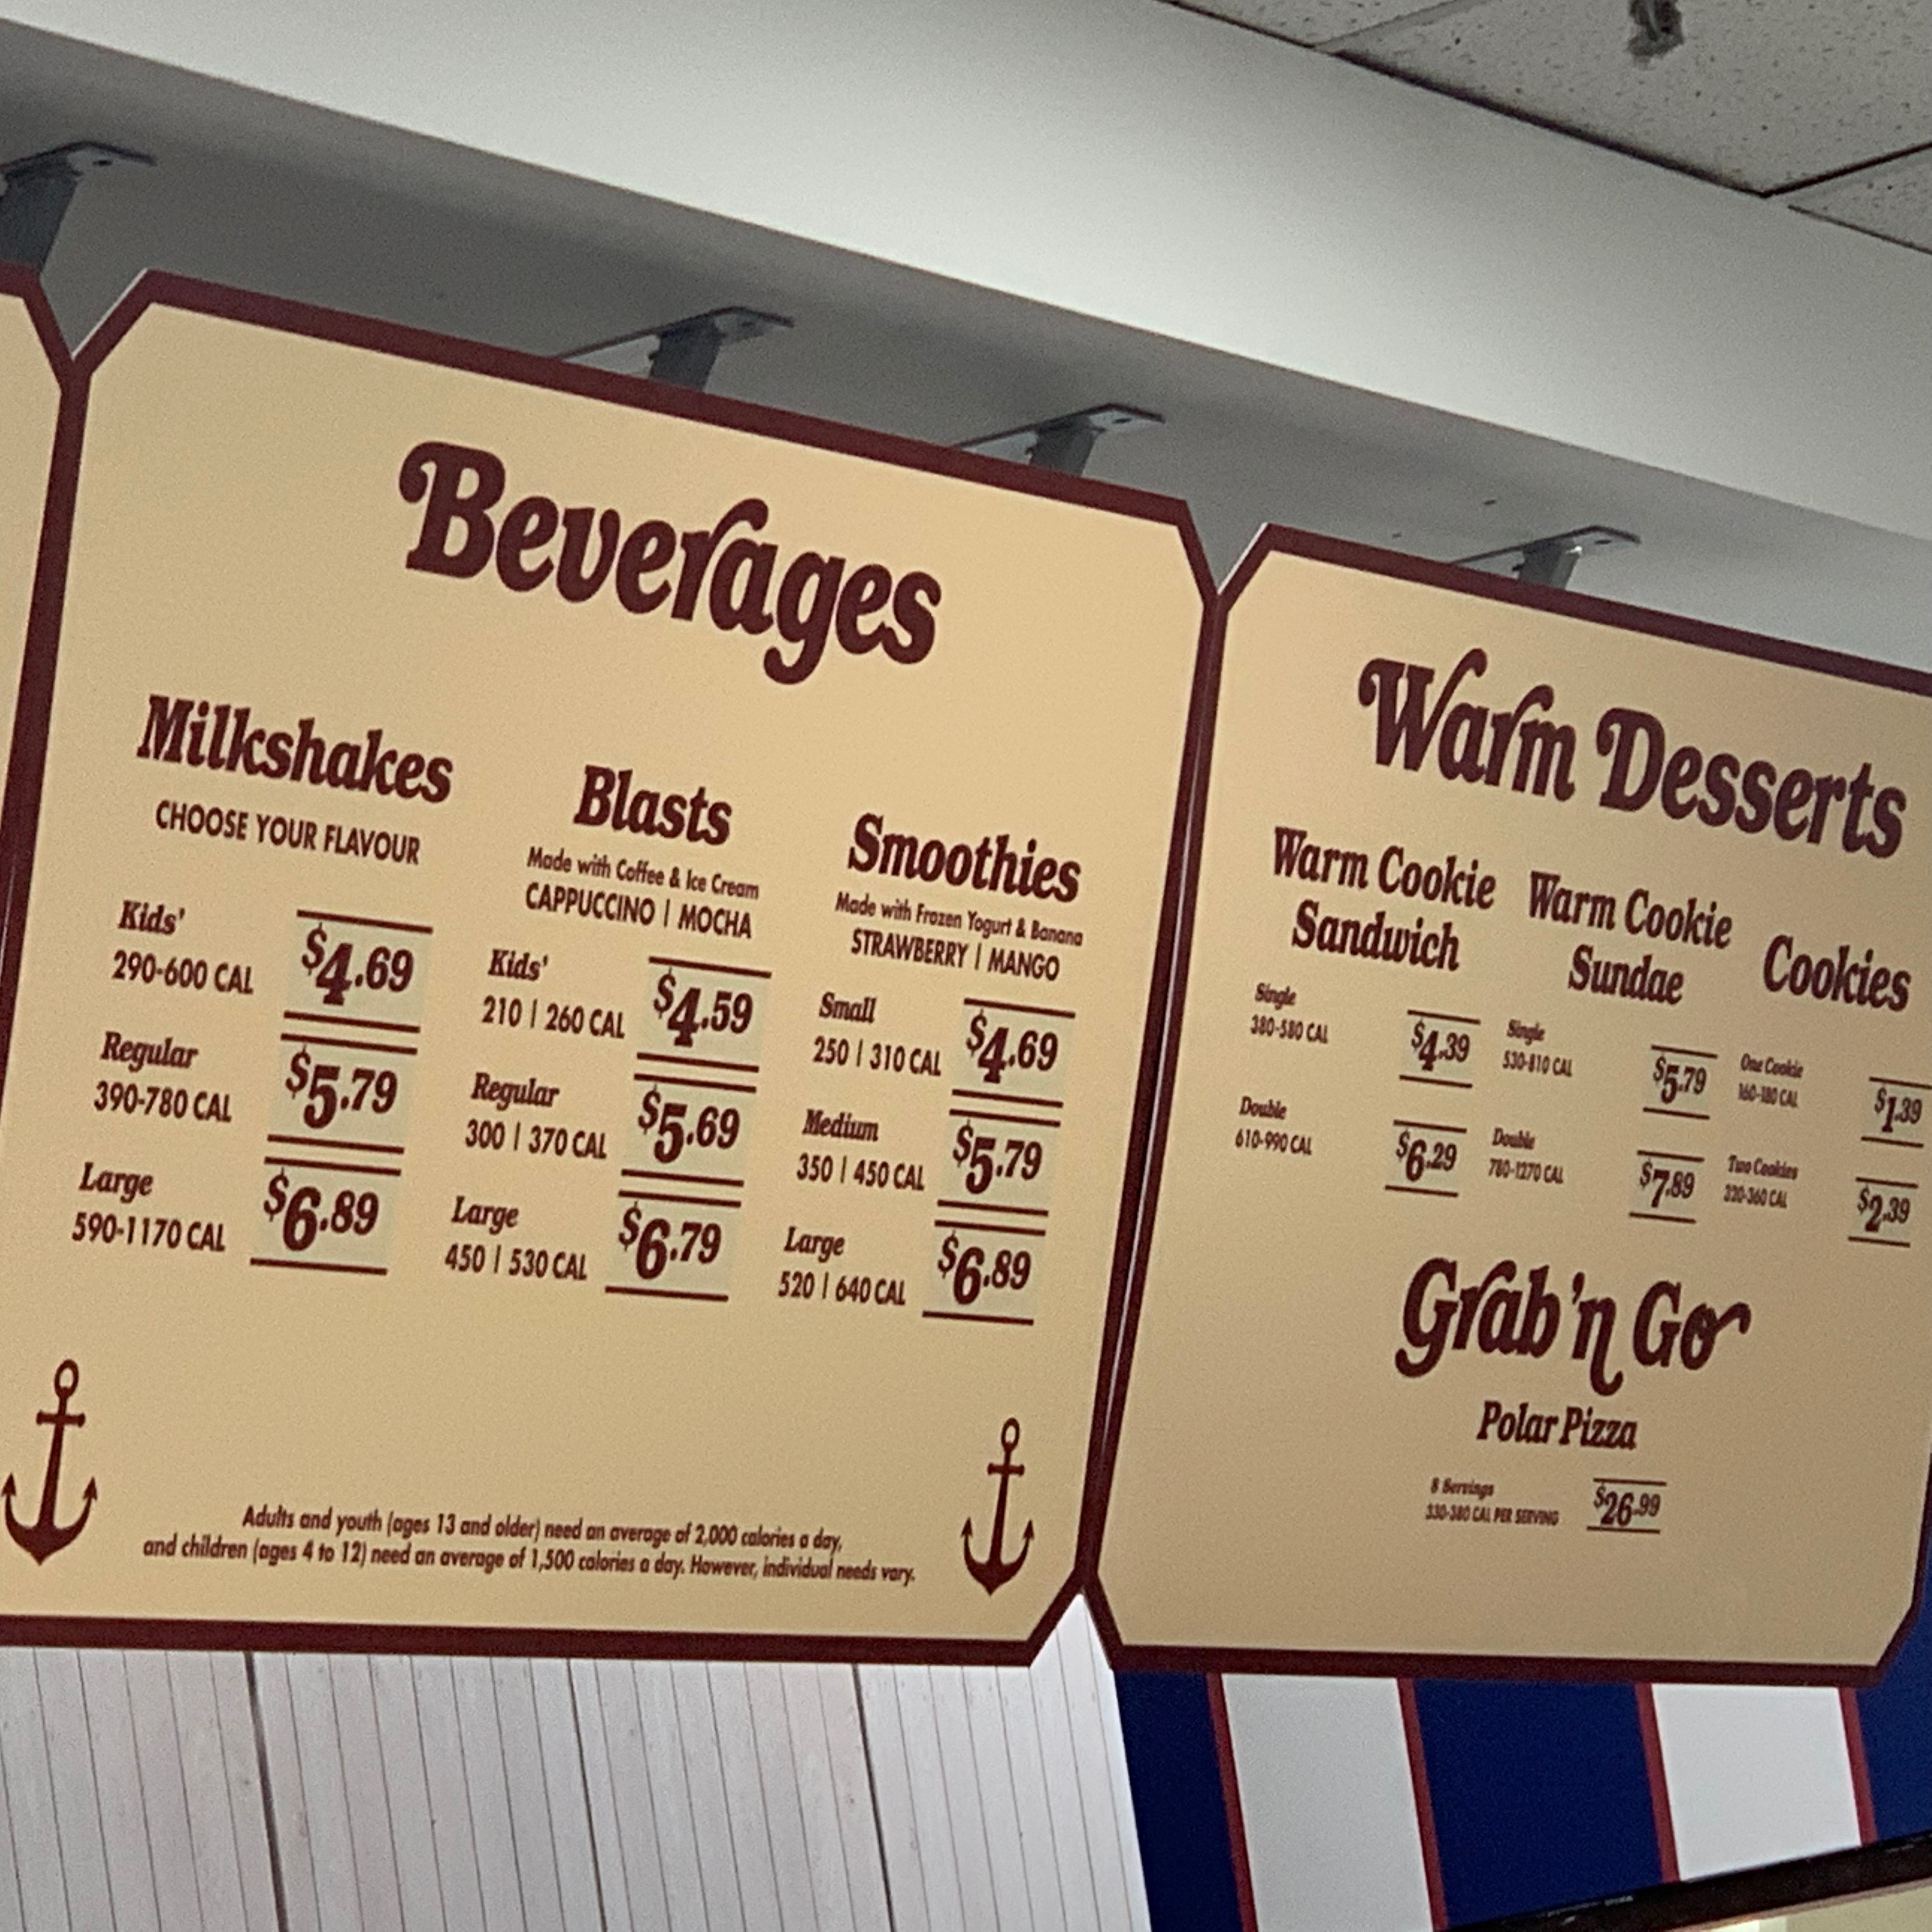 Beverages
Milkshakes
CHOOSE YOUR FLAVOUR
Kids'
290-600 CAL
$4.69
Regular
390-780 CAL
$5.79
Large
590-1170 CAL
$6.89
Blasts
Made with Coffee & Ice Cream
CAPPUCCINO | MOCHA
Kids'
210 | 260 CAL
$4.59
Regular
300 | 370 CAL
$5.69
Large
450 | 530 CAL
$6.79
Smoothies
Made with Frozen Yogurt & Banana
STRAWBERRY | MANGO
Small
250 | 310 CAL
$4.69
Medium
350 | 450 CAL
$5.79
Large
520 | 640 CAL
$6.89
Adults and youth (ages 13 and older) need an average of 2,000 calories a day,
and children (ages 4 to 12) need an average of 1,500 calories a day. However, individual needs vary.
Warm Desserts
Warm Cookie
Sandwich
Single
380-580 CAL
$4.39
Double
610-990 CAL
$6.29
Warm Cookie
Sundae
Single
530-810 CAL
$5.79
Double
780-1270 CAL
$7.89
Cookies
One Cookie
160-180 CAL
$1.39
Two Cookies
320-360 CAL
$2.39
Grab 'n Go
Polar Pizza
8 Servings
330-380 CAL PER SERVING
$26.99